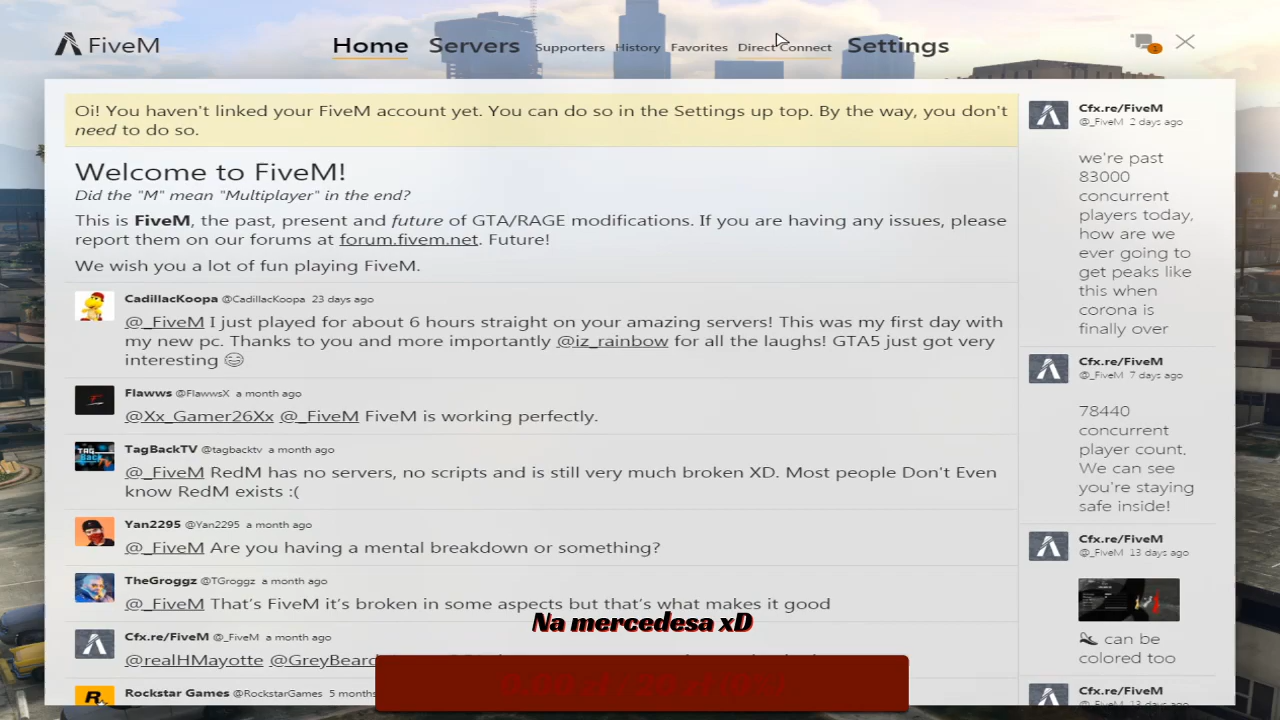 FiveM
Home Servers Supporters History Favorites Direct Connect Settings
1
Oi! You haven't linked your FiveM account yet. You can do so in the Settings up top. By the way, you don't
need to do so.
Welcome to FiveM!
Did the "M" mean "Multiplayer" in the end?
This is FiveM, the past, present and future of GTA/RAGE modifications. If you are having any issues, please
report them on our forums at forum.fivem.net. Future!
We wish you a lot of fun playing FiveM.
CadillacKoopa @CadillacKoopa 23 days ago
@_FiveM I just played for about 6 hours straight on your amazing servers! This was my first day with
my new pc. Thanks to you and more importantly @iz_rainbow for all the laughs! GTA5 just got very
interesting 😅
Flawws @FlawwsX a month ago
@Xx_Gamer26Xx @_FiveM FiveM is working perfectly.
TagBackTV @tagbacktv a month ago
@_FiveM RedM has no servers, no scripts and is still very much broken XD. Most people Don't Even
know RedM exists :(
Yan2295 @Yan2295 a month ago
@_FiveM Are you having a mental breakdown or something?
TheGroggz @TGroggz a month ago
@_FiveM That's FiveM it's broken in some aspects but that's what makes it good
Cfx.re/FiveM @_FiveM a month ago
@realHMayotte @GreyBeard
Rockstar Games @RockstarGames 5 months
Na mercedesa xD
0.00 zł / 20 zł (0%)
Cfx.re/FiveM
@_FiveM 2 days ago
we're past
83000
concurrent
players today,
how are we
ever going to
get peaks like
this when
corona is
finally over
Cfx.re/FiveM
@_FiveM 7 days ago
78440
concurrent
player count.
We can see
you're staying
safe inside!
Cfx.re/FiveM
@_FiveM 13 days ago
can be
colored too
Cfx.re/FiveM
@_FiveM 13 days ago